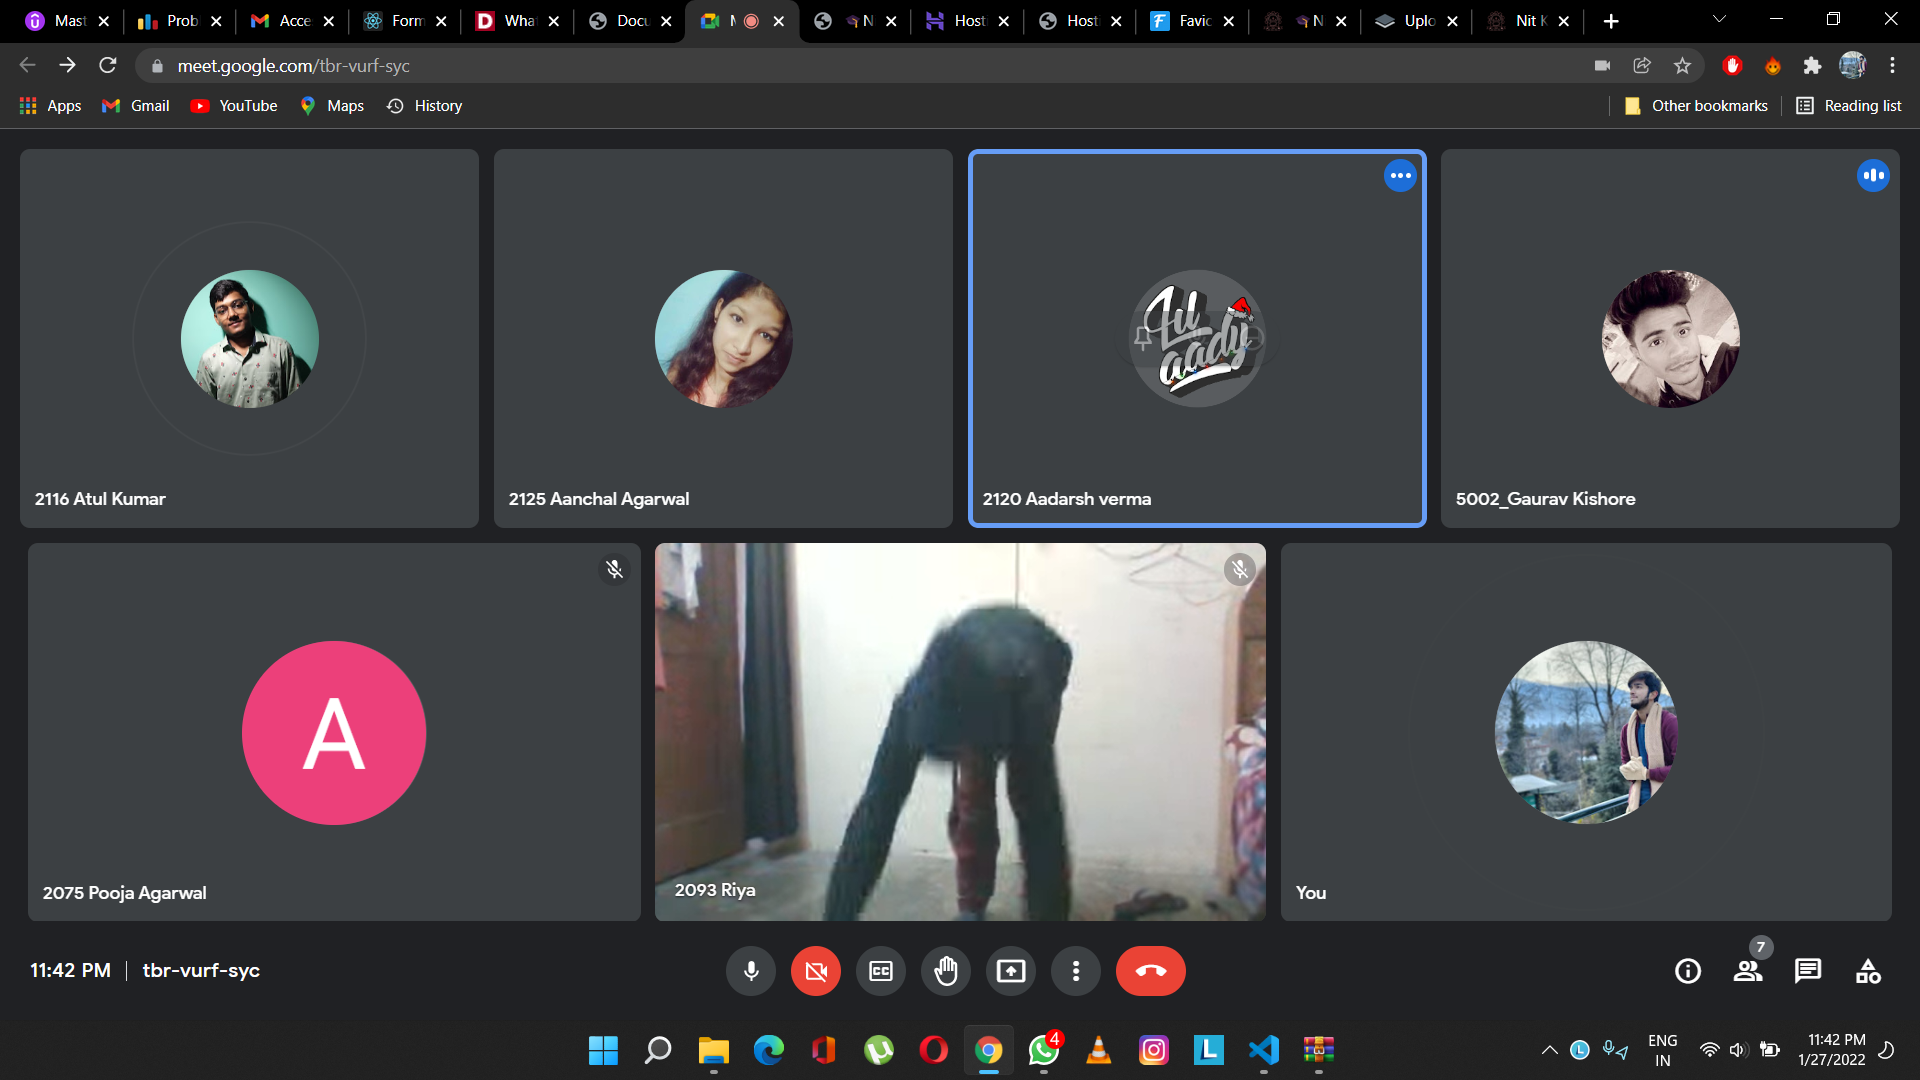 Mast
Prob
Acce
Form
What
Docu
M
N
Host
Host
Favic
N
Uplo
Nit K
meet.google.com/tbr-vurf-syc
Apps
Gmail
YouTube
Maps
History
Other bookmarks
Reading list
Lil
aady
2116 Atul Kumar
2125 Aanchal Agarwal
2120 Aadarsh verma
5002_Gaurav Kishore
A
2075 Pooja Agarwal
2093 Riya
You
11:42 PM | tbr-vurf-syc
CC
7
4
L
L
ENG
IN
11:42 PM
1/27/2022